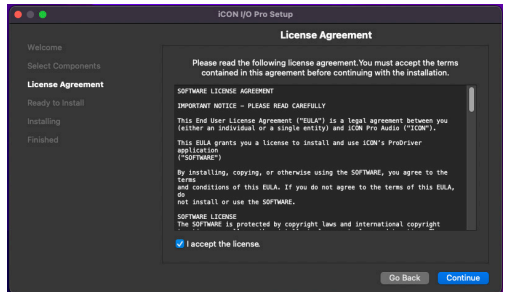 iCON I/O Pro Setup
Welcome
Select Components
License Agreement
Ready to Install
Installing
Finished
License Agreement
Please read the following license agreement.You must accept the terms
contained in this agreement before continuing with the installation.
SOFTWARE LICENSE AGREEMENT
IMPORTANT NOTICE – PLEASE READ CAREFULLY
This End User License Agreement ("EULA") is a legal agreement between you
(either an individual or a single entity) and iCON Pro Audio ("ICON").
This EULA grants you a license to install and use iCON's ProDriver
application
("SOFTWARE")
By installing, copying, or otherwise using the SOFTWARE, you agree to the
terms
and conditions of this EULA. If you do not agree to the terms of this EULA,
do
not install or use the SOFTWARE.
SOFTWARE LICENSE
The SOFTWARE is protected by copyright laws and international copyright
I accept the license.
Go Back
Continue